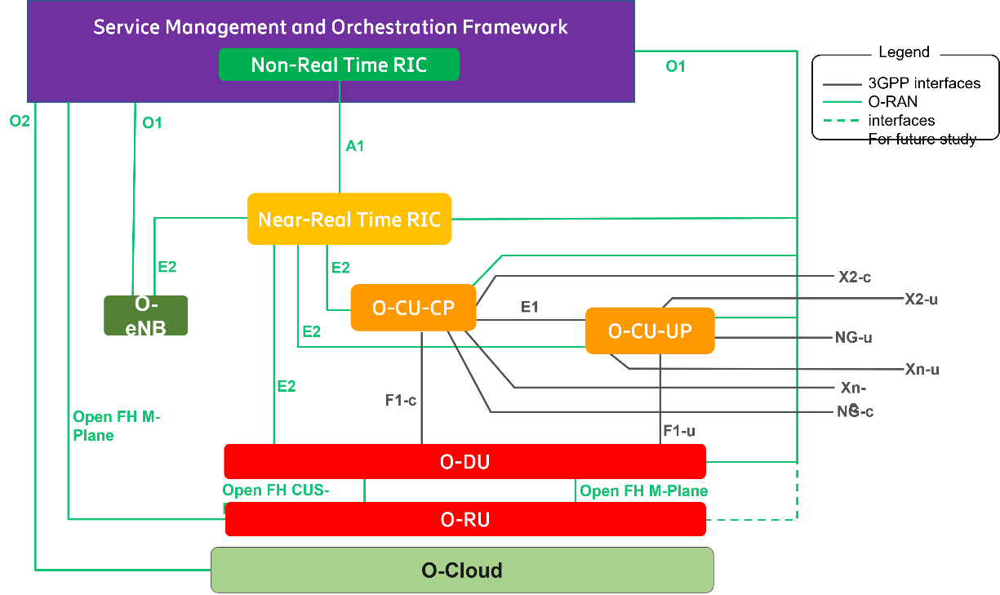 Service Management and Orchestration Framework
Non-Real Time RIC
O1
Legend
3GPP interfaces
O-RAN
interfaces
For future study
O2
O1
A1
Near-Real Time RIC
E2
E2
X2-c
O-
eNB
O-CU-CP
E1
X2-u
E2
O-CU-UP
NG-u
Xn-u
E2
F1-c
Xn-
c
NG-c
Open FH M-
Plane
F1-u
O-DU
Open FH CUS-
Open FH M-Plane
O-RU
O-Cloud